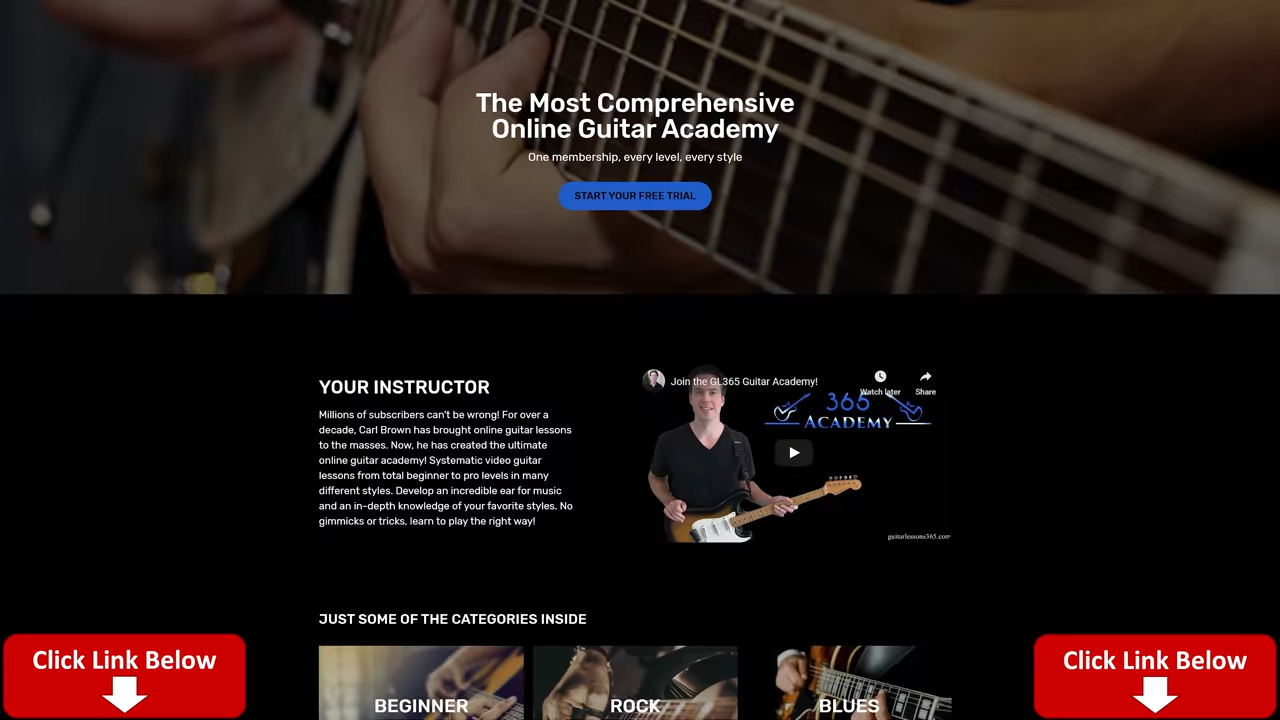 The Most Comprehensive
Online Guitar Academy
One membership, every level, every style
START YOUR FREE TRIAL
YOUR INSTRUCTOR
Millions of subscribers can't be wrong! For over a
decade, Carl Brown has brought online guitar lessons
to the masses. Now, he has created the ultimate
online guitar academy! Systematic video guitar
lessons from total beginner to pro levels in many
different styles. Develop an incredible ear for music
and an in-depth knowledge of your favorite styles. No
gimmicks or tricks, learn to play the right way!
Join the GL365 Guitar Academy!
Watch later
Share
365
ACADEMY
guitarlessons365.com
JUST SOME OF THE CATEGORIES INSIDE
BEGINNER
ROCK
BLUES
Click Link Below
Click Link Below